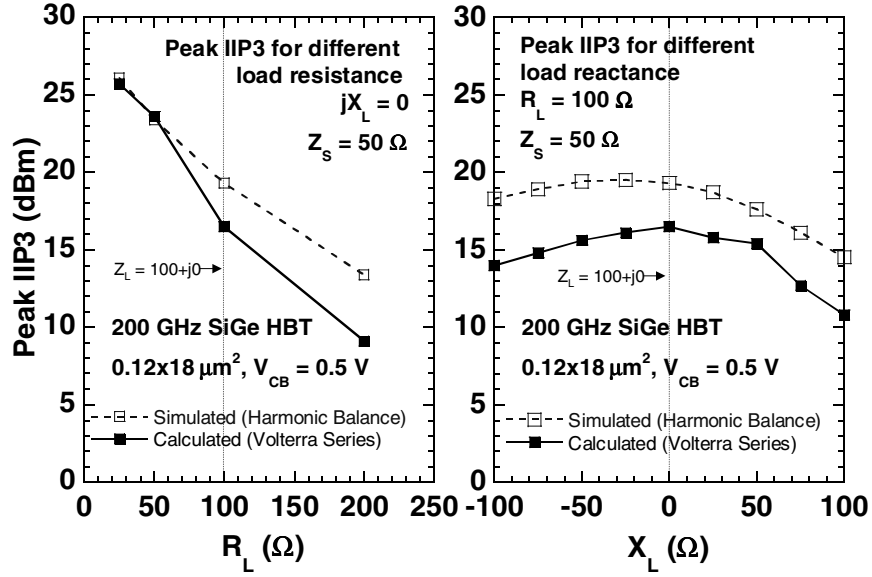 Peak IIP3 (dBm)
30
25
20
15
10
5
0
Peak IIP3 for different
load resistance
jX_L = 0
Z_S = 50 Ω
Z_L = 100+j0
200 GHz SiGe HBT
0.12x18 μm², V_CB = 0.5 V
Simulated (Harmonic Balance)
Calculated (Volterra Series)
0 50 100 150 200 250
R_L (Ω)
30
25
20
15
10
5
0
Peak IIP3 for different
load reactance
R_L = 100 Ω
Z_S = 50 Ω
Z_L = 100+j0
200 GHz SiGe HBT
0.12x18 μm², V_CB = 0.5 V
Simulated (Harmonic Balance)
Calculated (Volterra Series)
-100 -50 0 50 100
X_L (Ω)